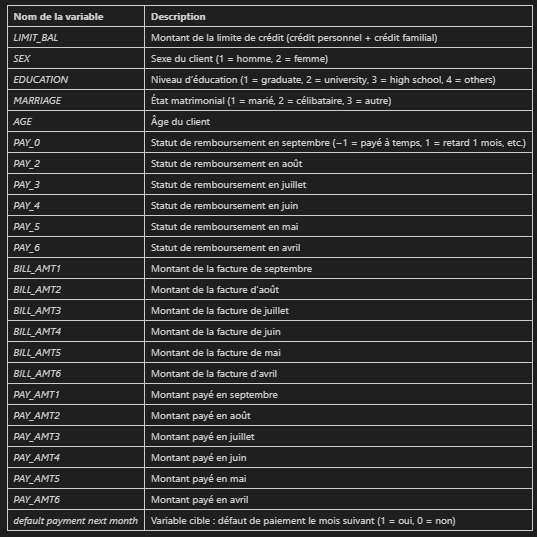 Nom de la variable Description
LIMIT_BAL Montant de la limite de crédit (crédit personnel + crédit familial)
SEX Sexe du client (1 = homme, 2 = femme)
EDUCATION Niveau d'éducation (1 = graduate, 2 = university, 3 = high school, 4 = others)
MARRIAGE État matrimonial (1 = marié, 2 = célibataire, 3 = autre)
AGE Âge du client
PAY_0 Statut de remboursement en septembre (−1 = payé à temps, 1 = retard 1 mois, etc.)
PAY_2 Statut de remboursement en août
PAY_3 Statut de remboursement en juillet
PAY_4 Statut de remboursement en juin
PAY_5 Statut de remboursement en mai
PAY_6 Statut de remboursement en avril
BILL_AMT1 Montant de la facture de septembre
BILL_AMT2 Montant de la facture d'août
BILL_AMT3 Montant de la facture de juillet
BILL_AMT4 Montant de la facture de juin
BILL_AMT5 Montant de la facture de mai
BILL_AMT6 Montant de la facture d'avril
PAY_AMT1 Montant payé en septembre
PAY_AMT2 Montant payé en août
PAY_AMT3 Montant payé en juillet
PAY_AMT4 Montant payé en juin
PAY_AMT5 Montant payé en mai
PAY_AMT6 Montant payé en avril
default payment next month Variable cible : défaut de paiement le mois suivant (1 = oui, 0 = non)